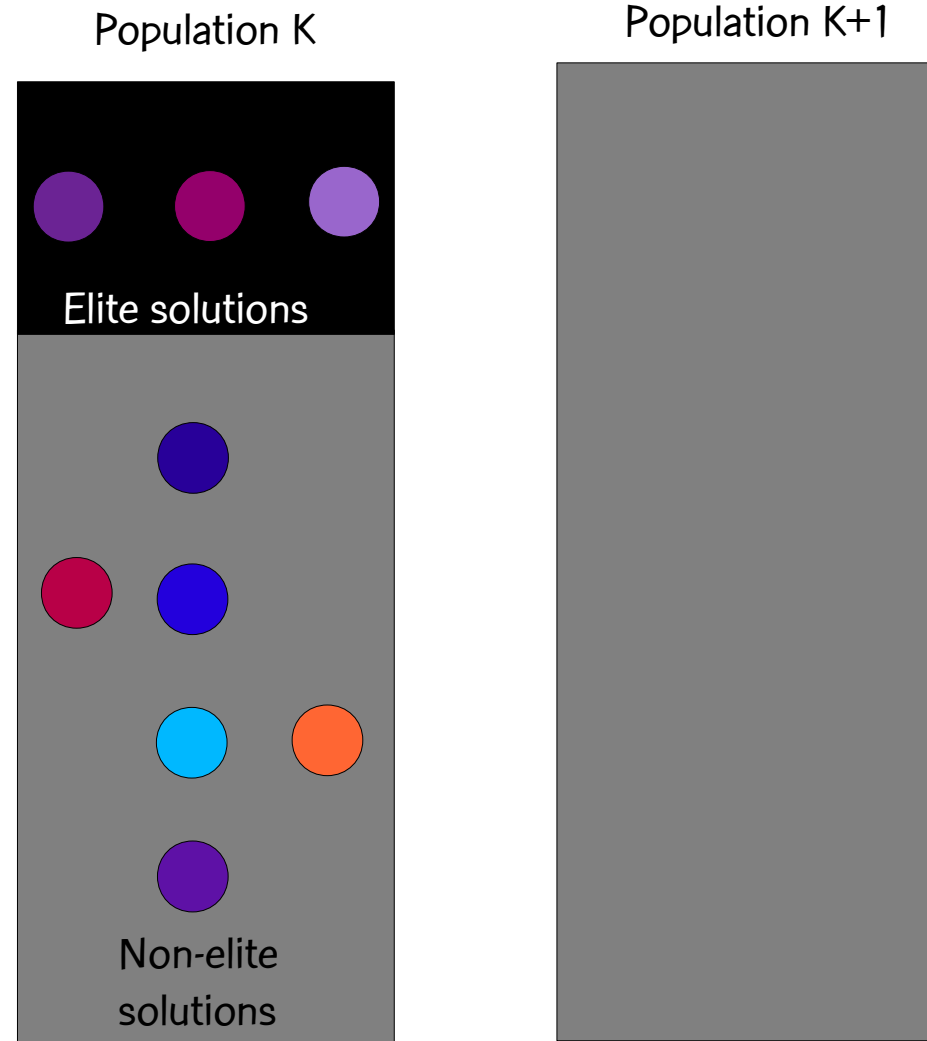 Population K
Population K+1
Elite solutions
Non-elite
solutions